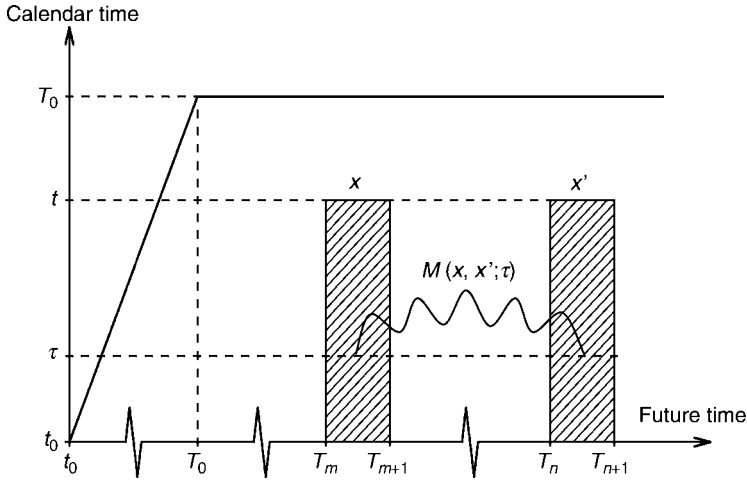 Calendar time
T₀
t
x
x'
M (x, x';τ)
τ
Future time
t₀
t₀ T₀ Tₘ Tₘ₊₁ Tₙ Tₙ₊₁